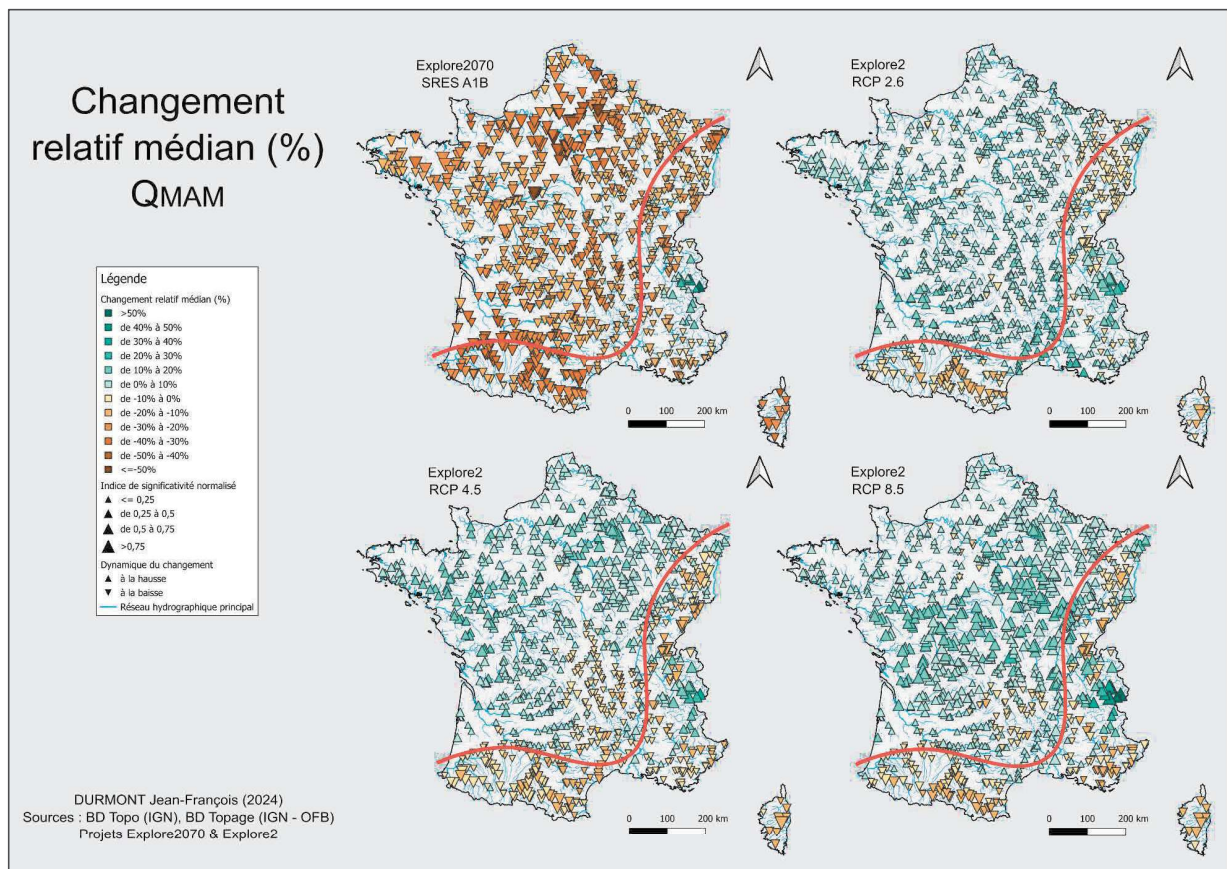 Changement
relatif médian (%)
QMAM
Légende
Changement relatif médian (%)
>50%
de 40% à 50%
de 30% à 40%
de 20% à 30%
de 10% à 20%
de 0% à 10%
de -10% à 0%
de -20% à -10%
de -30% à -20%
de -40% à -30%
de -50% à -40%
<=-50%
Indice de significativité normalisé
<= 0,25
de 0,25 à 0,5
de 0,5 à 0,75
>0,75
Dynamique du changement
à la hausse
à la baisse
Réseau hydrographique principal
DURMONT Jean-François (2024)
Sources : BD Topo (IGN), BD Topage (IGN - OFB)
Projets Explore2070 & Explore2
Explore2070
SRES A1B
0 100 200 km
Explore2
RCP 2.6
0 100 200 km
Explore2
RCP 4.5
0 100 200 km
Explore2
RCP 8.5
0 100 200 km